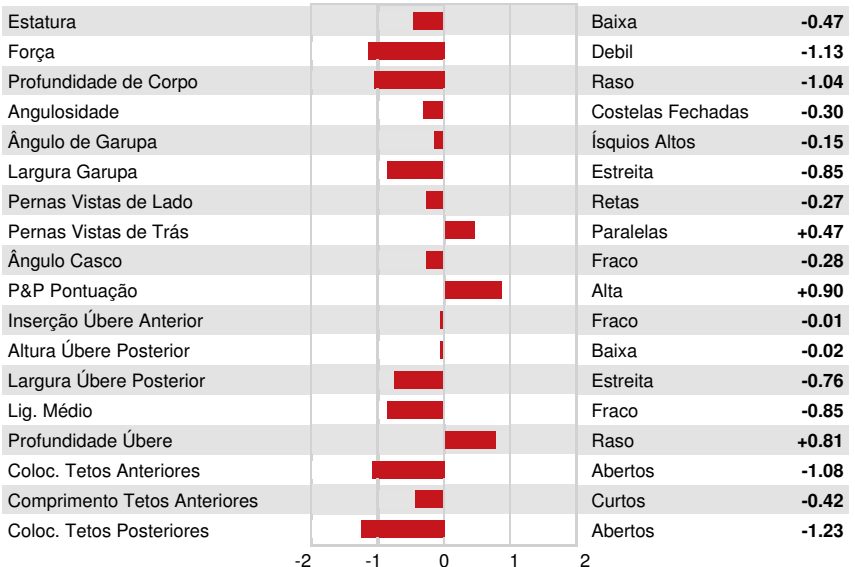 Estatura Baixa -0.47
Força Debil -1.13
Profundidade de Corpo Raso -1.04
Angulosidade Costelas Fechadas -0.30
Ângulo de Garupa Ísquios Altos -0.15
Largura Garupa Estreita -0.85
Pernas Vistas de Lado Retas -0.27
Pernas Vistas de Trás Paralelas +0.47
Ângulo Casco Fraco -0.28
P&P Pontuação Alta +0.90
Inserção Úbere Anterior Fraco -0.01
Altura Úbere Posterior Baixa -0.02
Largura Úbere Posterior Estreita -0.76
Lig. Médio Fraco -0.85
Profundidade Úbere Raso +0.81
Coloc. Tetos Anteriores Abertos -1.08
Comprimento Tetos Anteriores Curtos -0.42
Coloc. Tetos Posteriores Abertos -1.23
-2 -1 0 1 2